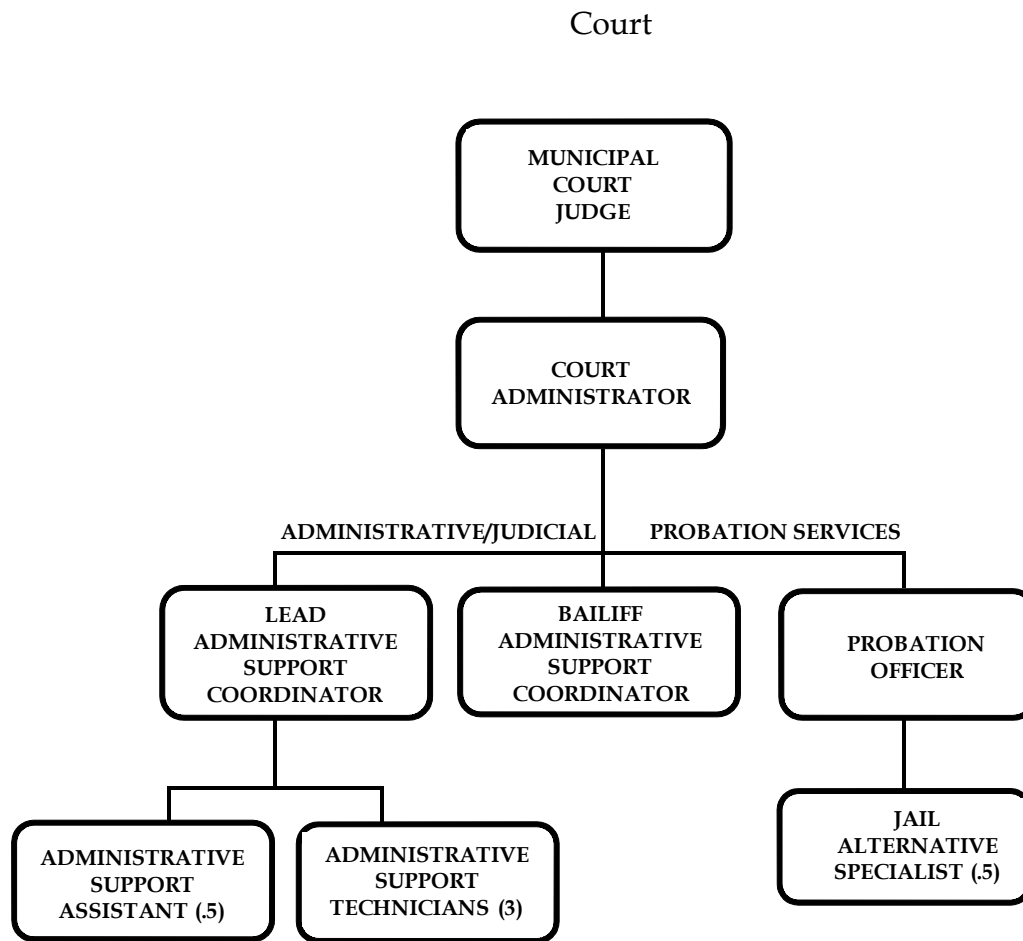 Court
MUNICIPAL
COURT
JUDGE
COURT
ADMINISTRATOR
ADMINISTRATIVE/JUDICIAL
PROBATION SERVICES
LEAD
ADMINISTRATIVE
SUPPORT
COORDINATOR
BAILIFF
ADMINISTRATIVE
SUPPORT
COORDINATOR
PROBATION
OFFICER
ADMINISTRATIVE
SUPPORT
ASSISTANT (.5)
ADMINISTRATIVE
SUPPORT
TECHNICIANS (3)
JAIL
ALTERNATIVE
SPECIALIST (.5)